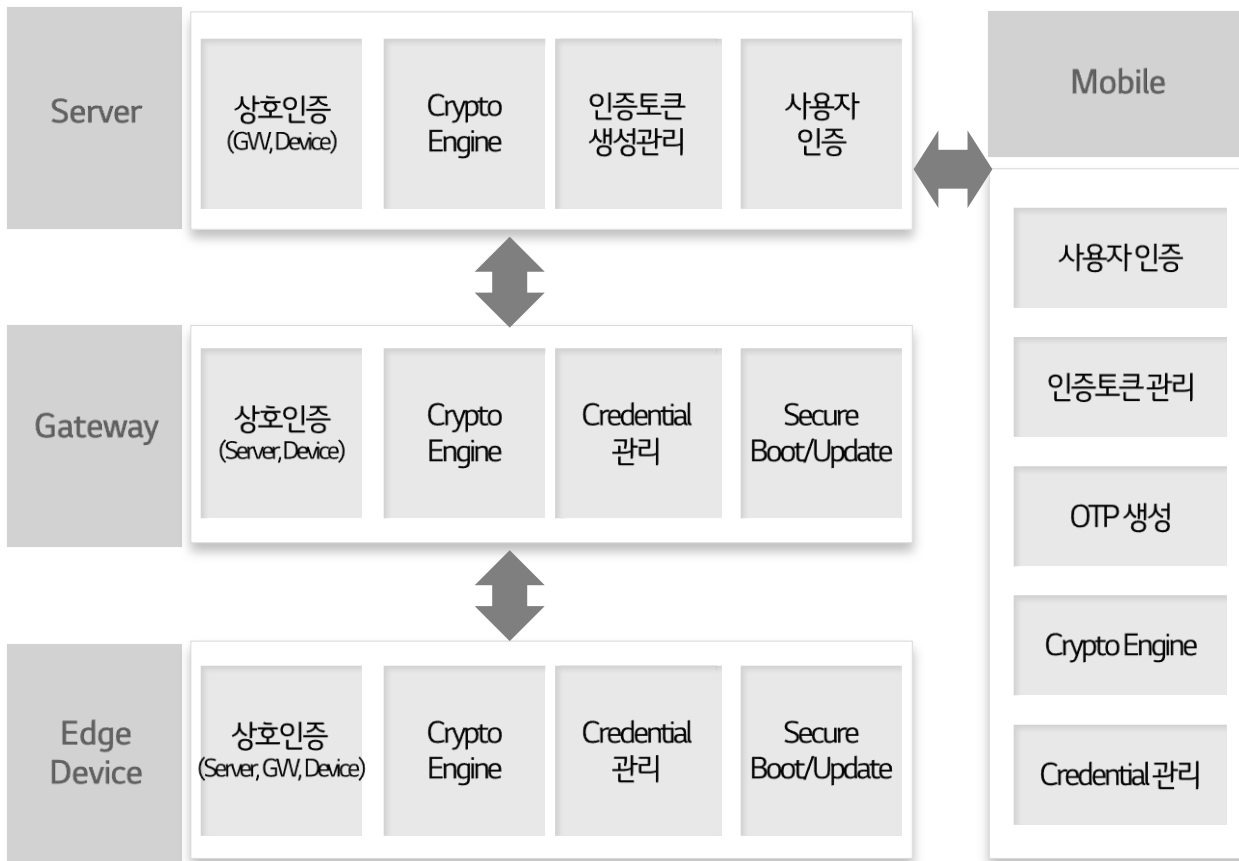 Server
상호인증
(GW, Device)
Crypto
Engine
인증토큰
생성관리
사용자
인증
Gateway
상호인증
(Server, Device)
Crypto
Engine
Credential
관리
Secure
Boot/Update
Edge
Device
상호인증
(Server, GW, Device)
Crypto
Engine
Credential
관리
Secure
Boot/Update
Mobile
사용자 인증
인증토큰 관리
OTP 생성
Crypto Engine
Credential 관리